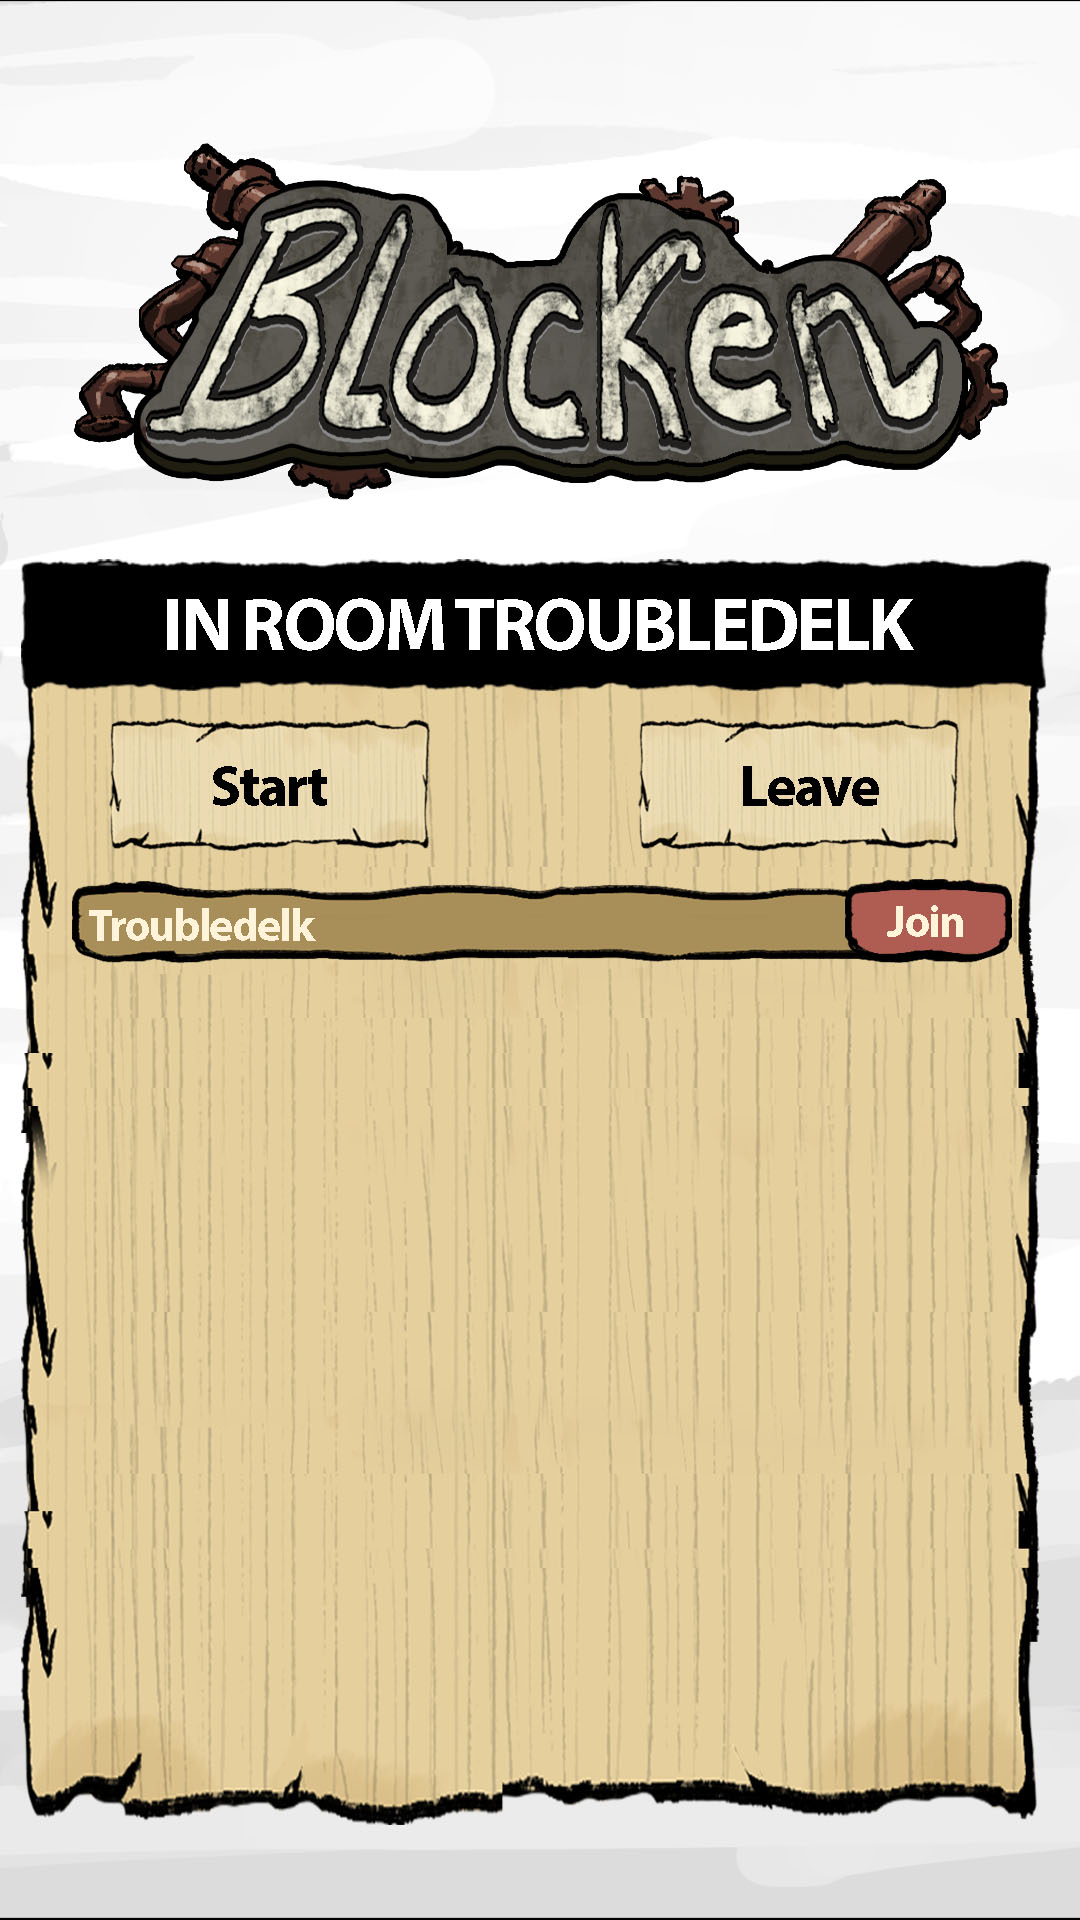 Blocken
IN ROOM TROUBLEDELK
Start
Leave
Troubledelk
Join